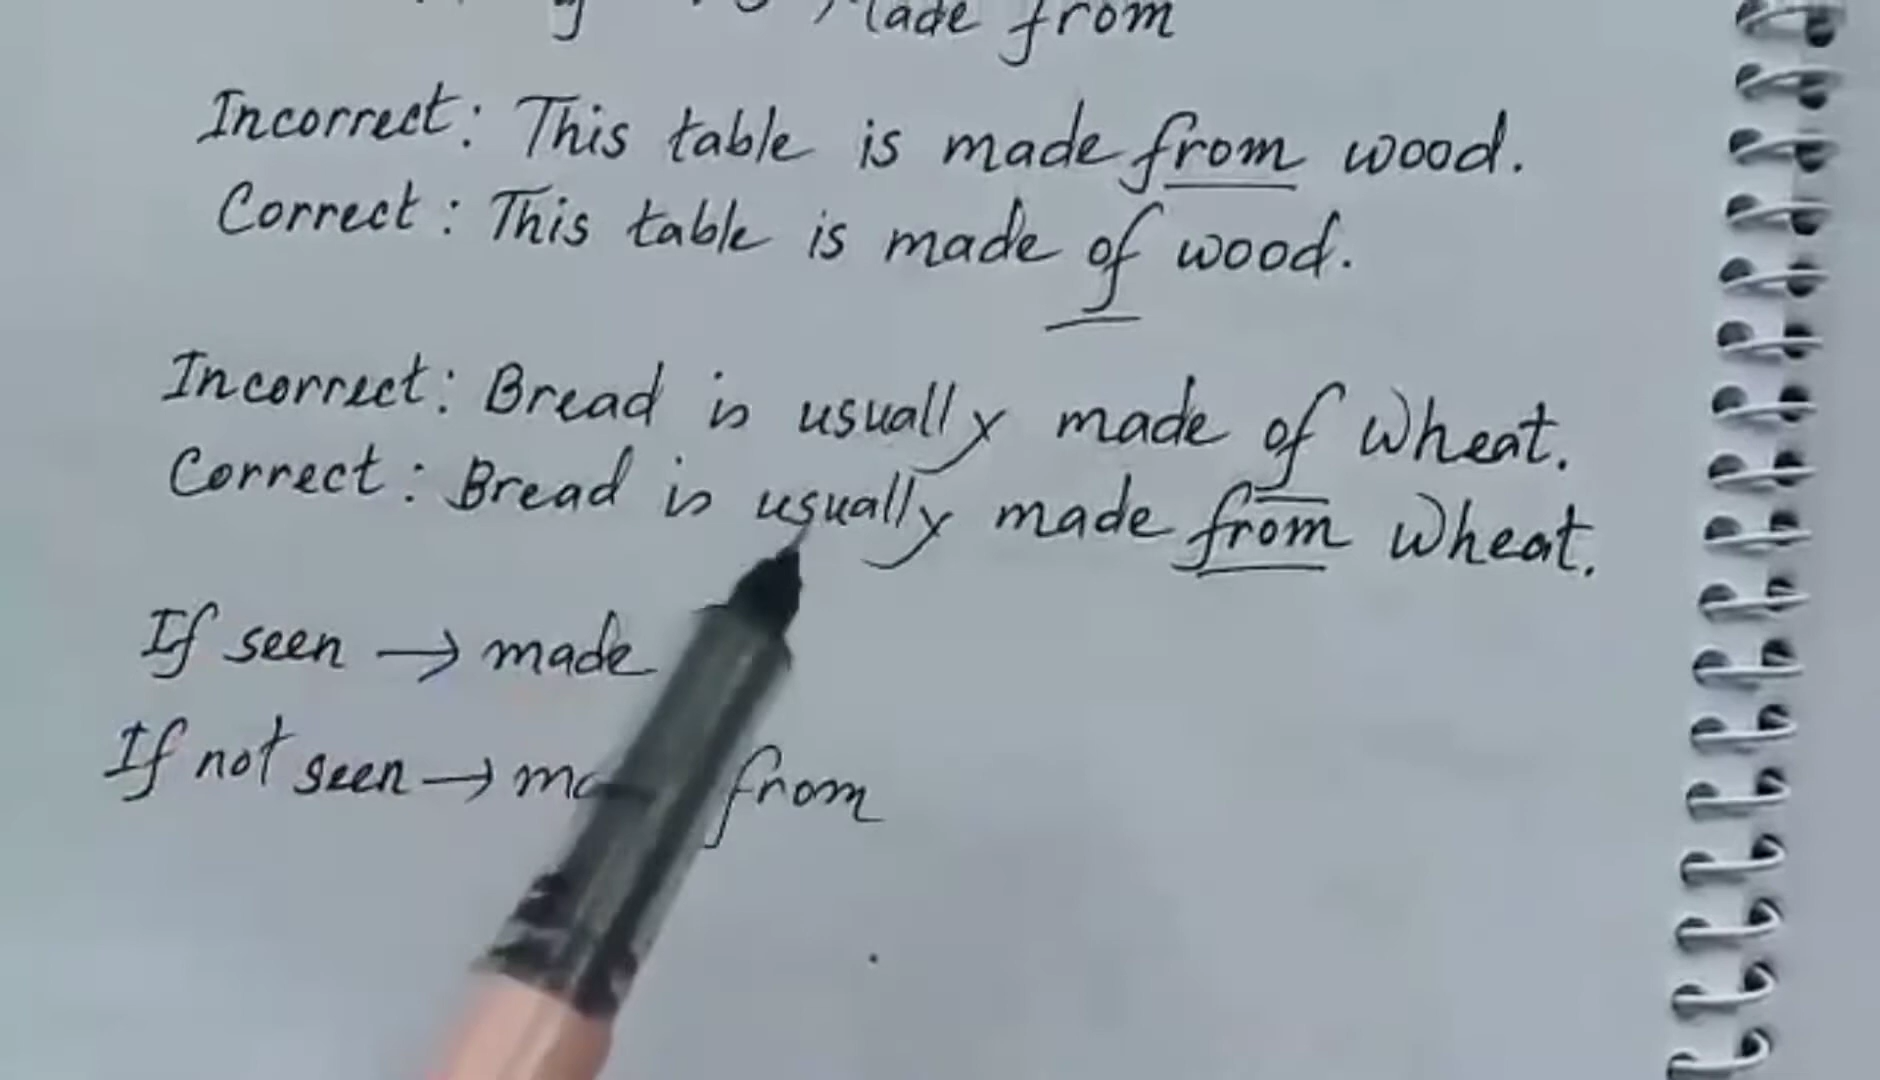 Made from
Incorrect: This table is made from wood.
Correct: This table is made of wood.
Incorrect: Bread is usually made of wheat.
Correct: Bread is usually made from wheat.
If seen → made
If not seen → from